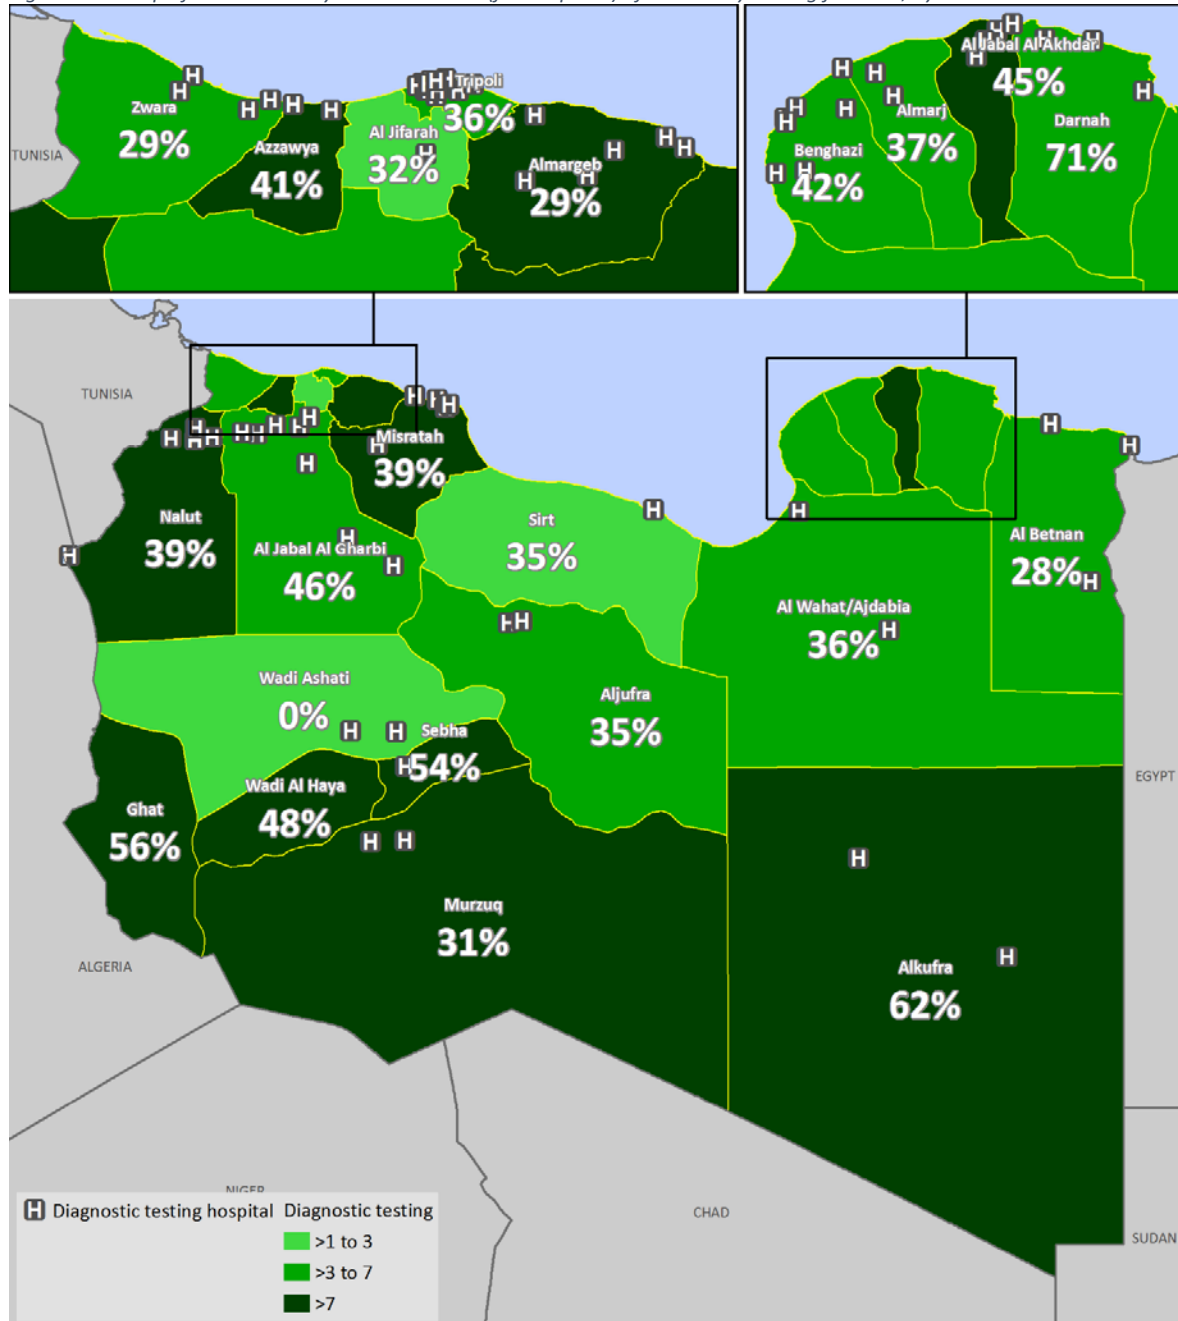 Zwara
29%
TUNISIA
Azzawya
41%
Al Jifarah
32%
Tripoli
36%
Almargeb
29%
Al Jabal Al Akhdar
45%
Almarj
37%
Darnah
71%
Benghazi
42%
TUNISIA
Misratah
39%
Nalut
39%
Al Jabal Al Gharbi
46%
Sirt
35%
Al Betnan
28%
Al Wahat/Ajdabia
36%
Wadi Ashati
0%
Aljufra
35%
Sebha
54%
Wadi Al Haya
48%
Ghat
56%
EGYPT
Murzuq
31%
Alkufra
62%
ALGERIA
NIGER
CHAD
SUDAN
H Diagnostic testing hospital
Diagnostic testing
>1 to 3
>3 to 7
>7